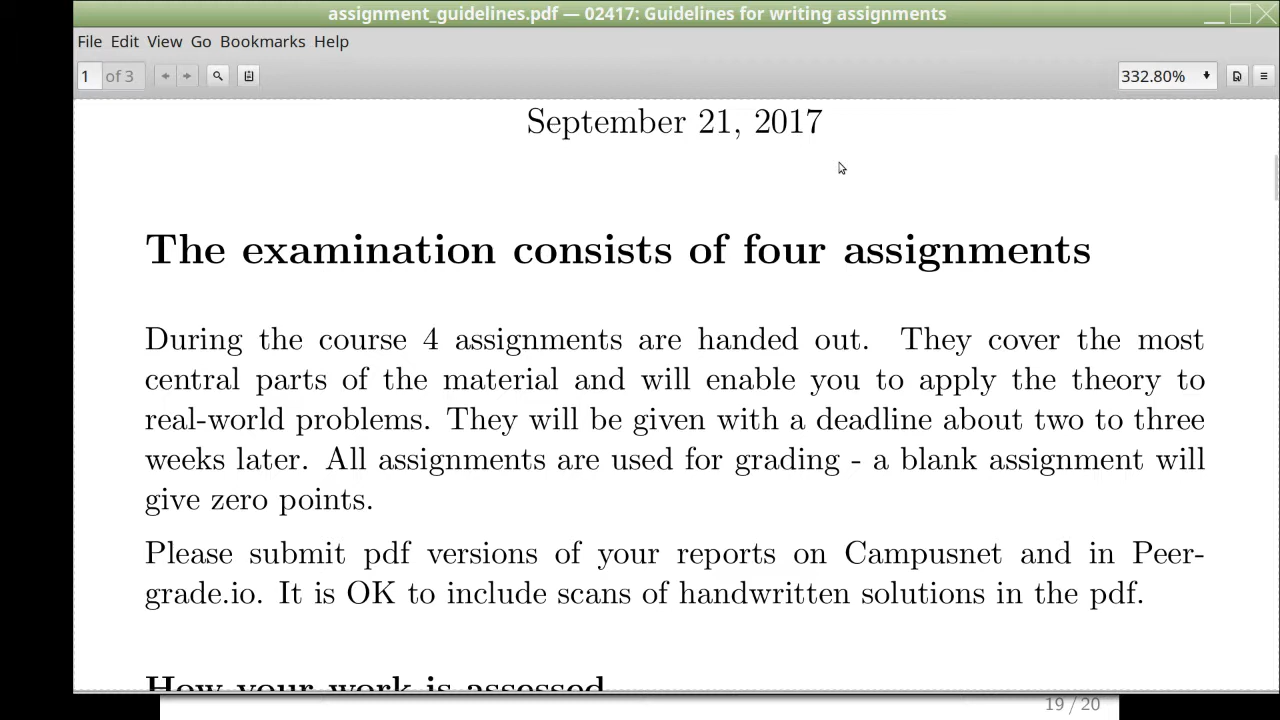 assignment_guidelines.pdf — 02417: Guidelines for writing assignments
File Edit View Go Bookmarks Help
1 of 3
332.80%
September 21, 2017
The examination consists of four assignments
During the course 4 assignments are handed out. They cover the most
central parts of the material and will enable you to apply the theory to
real-world problems. They will be given with a deadline about two to three
weeks later. All assignments are used for grading - a blank assignment will
give zero points.
Please submit pdf versions of your reports on Campusnet and in Peer-
grade.io. It is OK to include scans of handwritten solutions in the pdf.
How your work is assessed
19 / 20